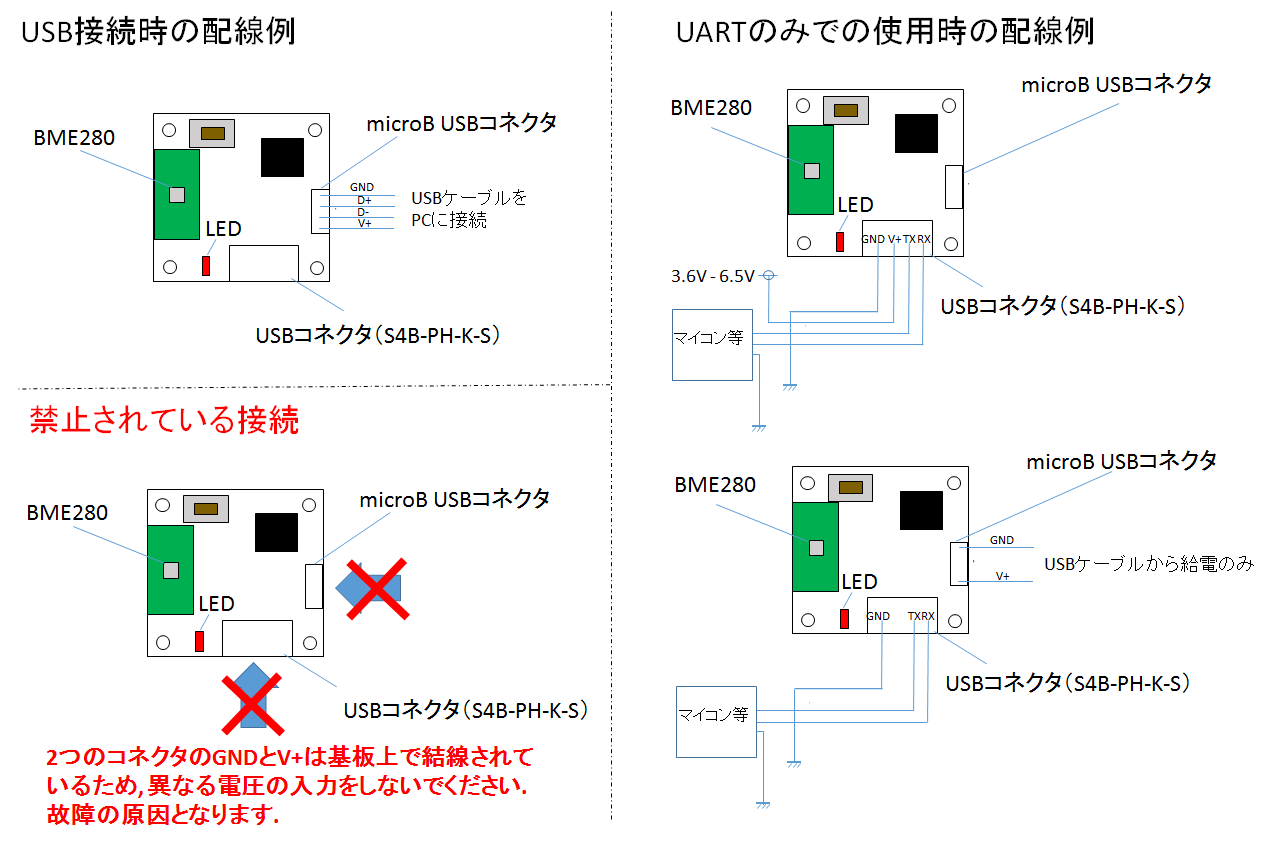 USB接続時の配線例
BME280
microB USBコネクタ
GND
D+
D-
V+
USBケーブルを
PCに接続
LED
USBコネクタ(S4B-PH-K-S)
禁止されている接続
BME280
microB USBコネクタ
LED
USBコネクタ(S4B-PH-K-S)
2つのコネクタのGNDとV+は基板上で結線されて
いるため, 異なる電圧の入力をしないでください.
故障の原因となります.
UARTのみでの使用時の配線例
BME280
microB USBコネクタ
LED
GND V+ TX RX
3.6V - 6.5V
USBコネクタ(S4B-PH-K-S)
マイコン等
BME280
microB USBコネクタ
GND
USBケーブルから給電のみ
V+
LED
GND TX RX
USBコネクタ(S4B-PH-K-S)
マイコン等